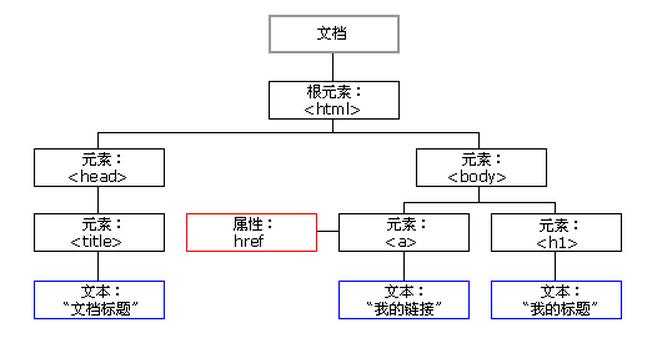 文档
根元素：
<html>
元素：
<head>
元素：
<body>
元素：
<title>
属性：
href
元素：
<a>
元素：
<h1>
文本：
“文档标题”
文本：
“我的链接”
文本：
“我的标题”